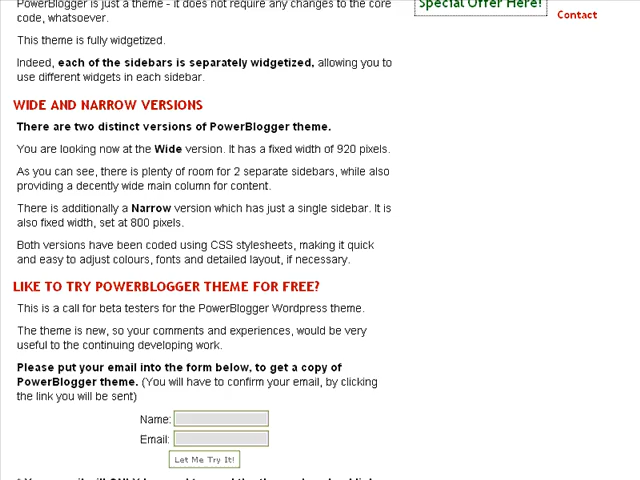 PowerBlogger is just a theme - it does not require any changes to the core
Special Offer Here!
code, whatsoever.
Contact
This theme is fully widgetized.
Indeed, each of the sidebars is separately widgetized, allowing you to
use different widgets in each sidebar.
WIDE AND NARROW VERSIONS
There are two distinct versions of PowerBlogger theme.
You are looking now at the Wide version. It has a fixed width of 920 pixels.
As you can see, there is plenty of room for 2 separate sidebars, while also
providing a decently wide main column for content.
There is additionally a Narrow version which has just a single sidebar. It is
also fixed width, set at 800 pixels.
Both versions have been coded using CSS stylesheets, making it quick
and easy to adjust colours, fonts and detailed layout, if necessary.
LIKE TO TRY POWERBLOGGER THEME FOR FREE?
This is a call for beta testers for the PowerBlogger Wordpress theme.
The theme is new, so your comments and experiences, would be very
useful to the continuing developing work.
Please put your email into the form below, to get a copy of
PowerBlogger theme. (You will have to confirm your email, by clicking
the link you will be sent)
Name:
Email:
Let Me Try It!